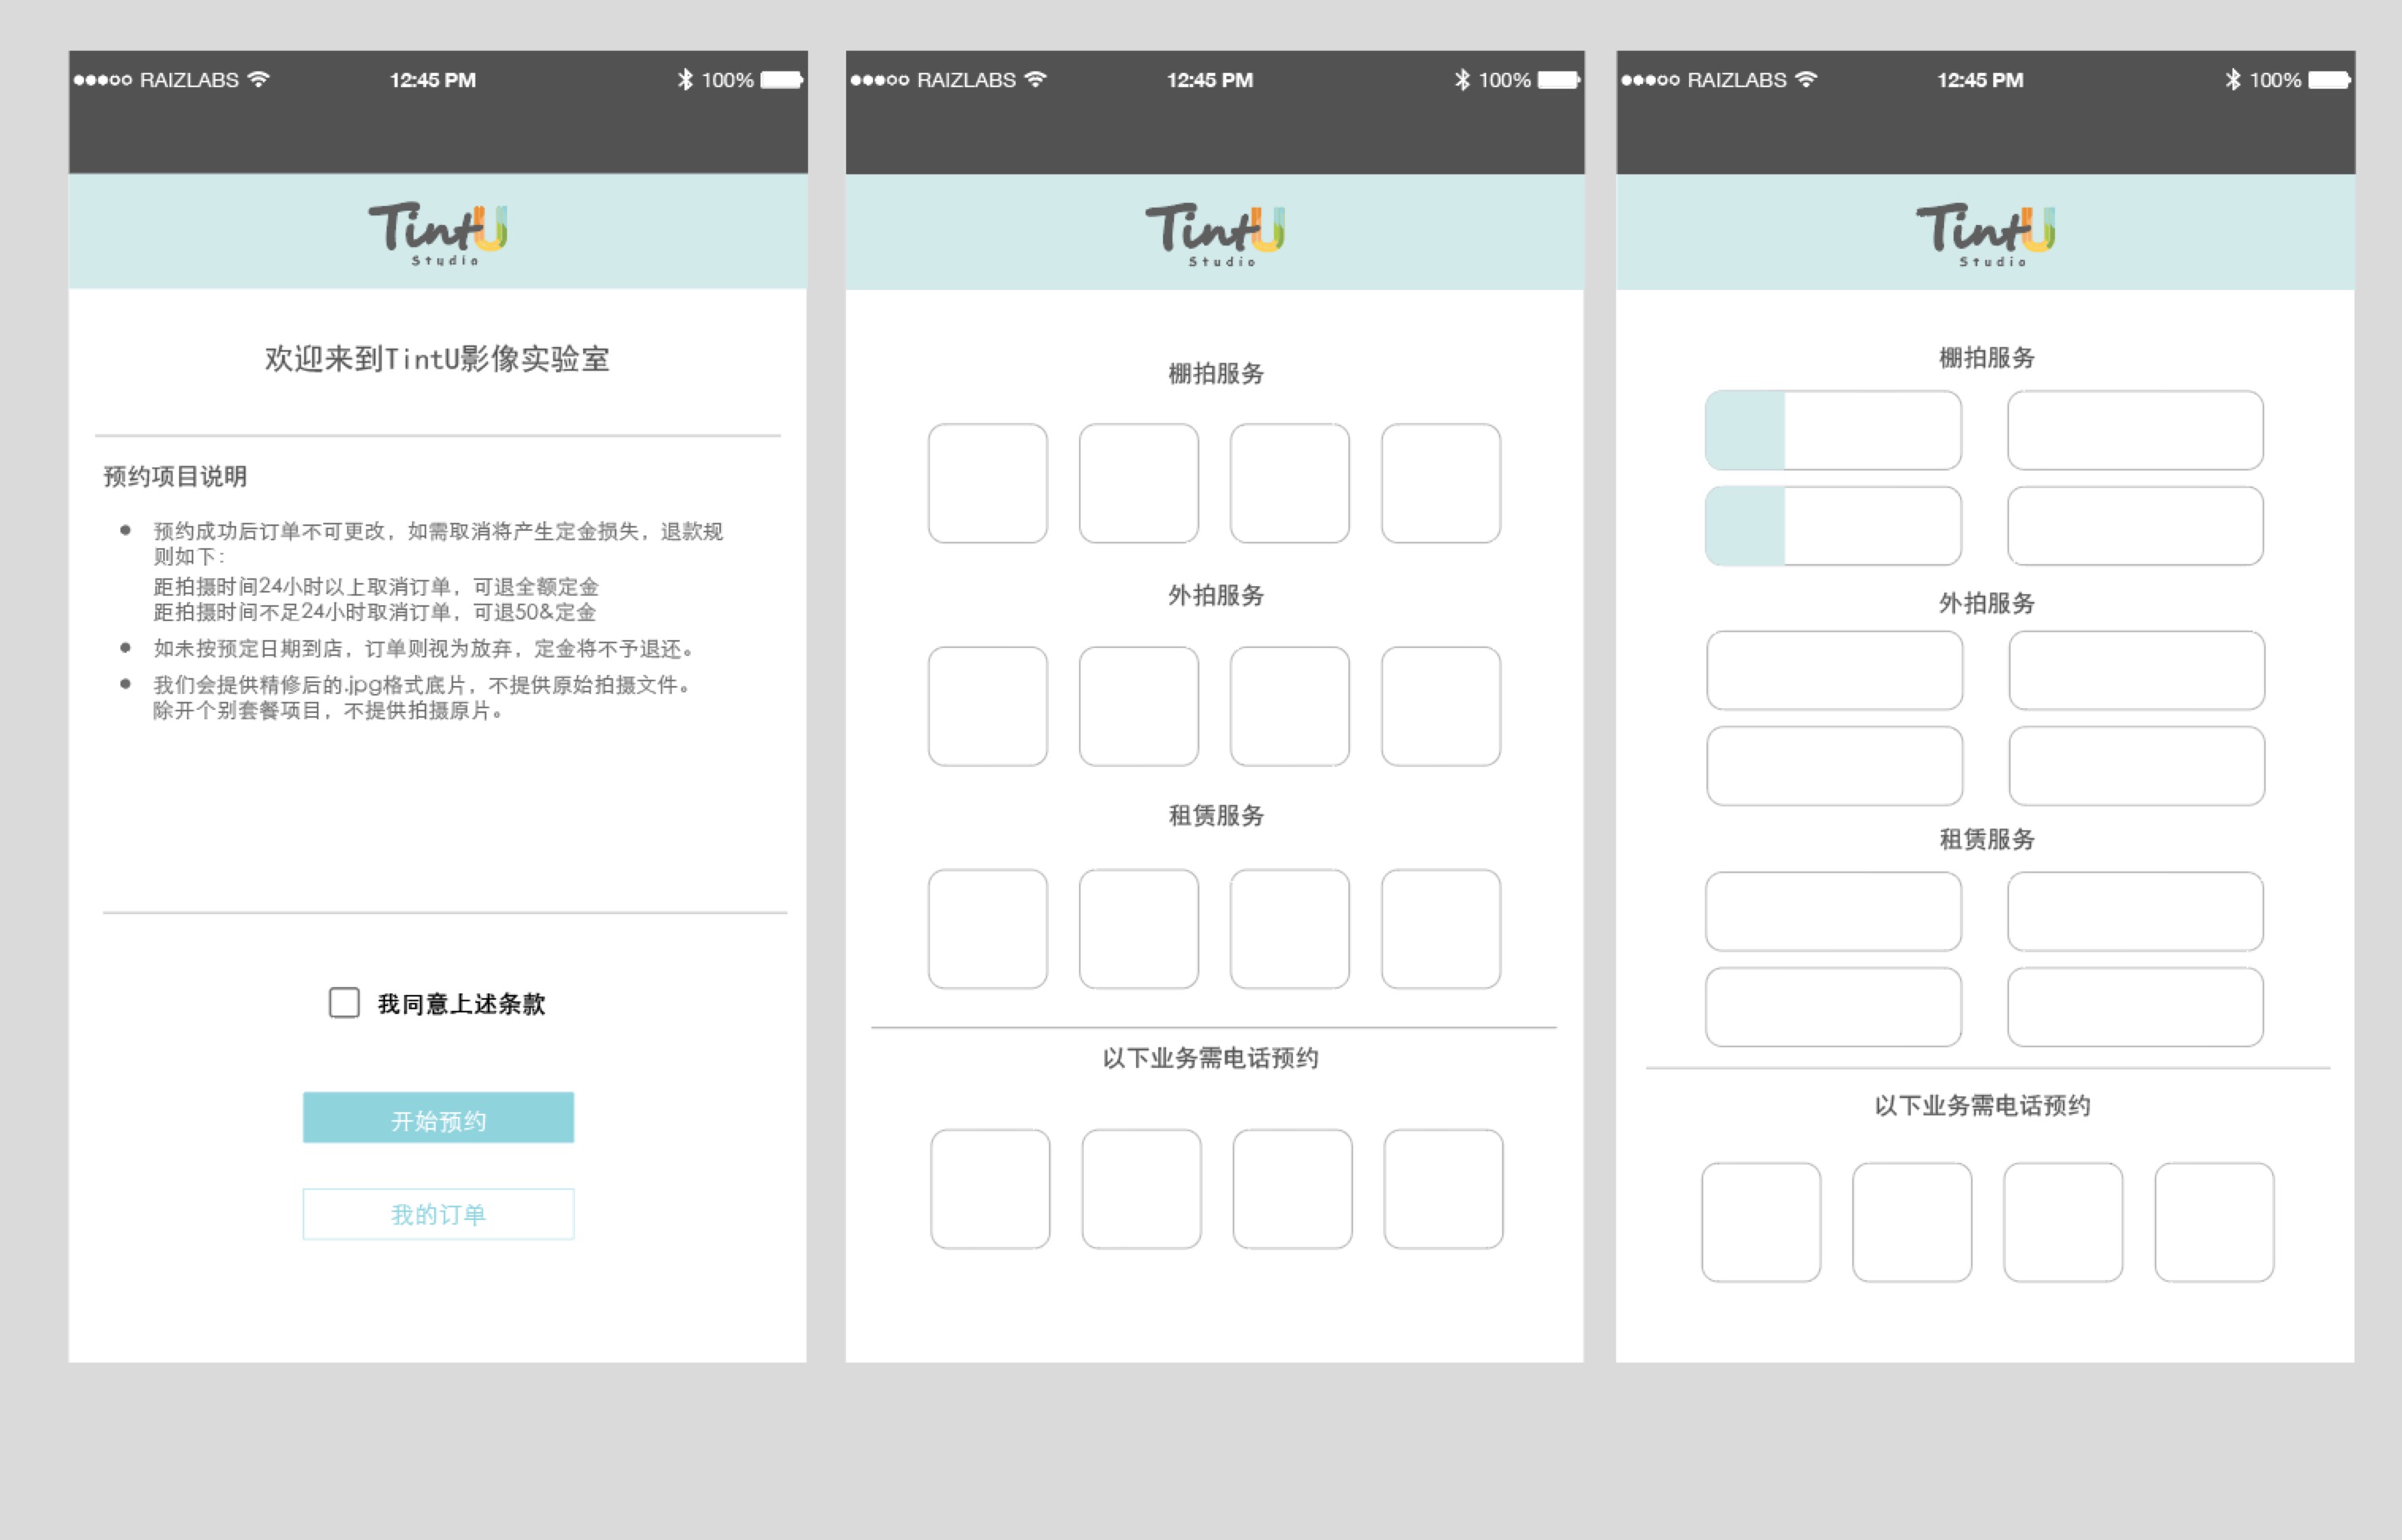 RAIZLABS 12:45 PM 100%
TintU
Studio
欢迎来到TintU影像实验室
预约项目说明
预约成功后订单不可更改，如需取消将产生定金损失，退款规
则如下：
距拍摄时间24小时以上取消订单，可退全额定金
距拍摄时间不足24小时取消订单，可退50&定金
如未按预定日期到店，订单则视为放弃，定金将不予退还。
我们会提供精修后的.jpg格式底片，不提供原始拍摄文件。
除开个别套餐项目，不提供拍摄原片。
我同意上述条款
开始预约
我的订单
RAIZLABS 12:45 PM 100%
TintU
Studio
棚拍服务
外拍服务
租赁服务
以下业务需电话预约
RAIZLABS 12:45 PM 100%
TintU
Studio
棚拍服务
外拍服务
租赁服务
以下业务需电话预约